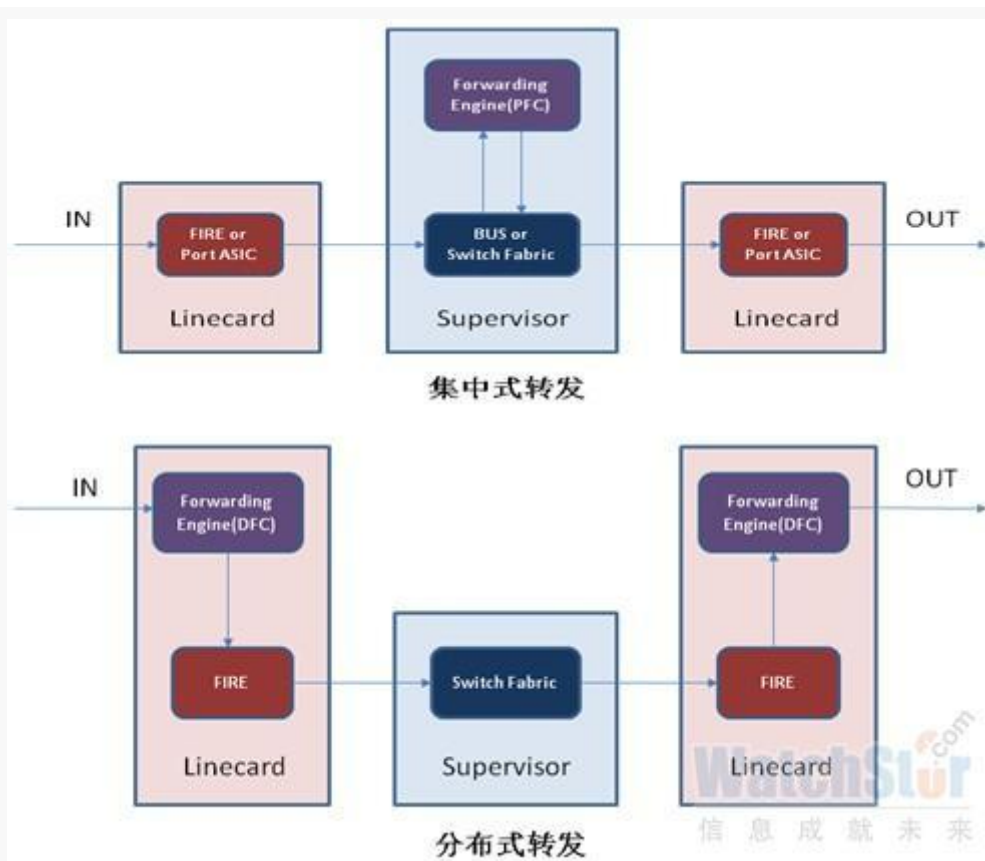 Forwarding
Engine(PFC)
IN
OUT
FIRE or
Port ASIC
BUS or
Switch Fabric
FIRE or
Port ASIC
Linecard
Supervisor
Linecard
集中式转发
IN
OUT
Forwarding
Engine(DFC)
Forwarding
Engine(DFC)
FIRE
Switch Fabric
FIRE
Linecard
Supervisor
Linecard
WatchStor.com
信息成就未来
分布式转发